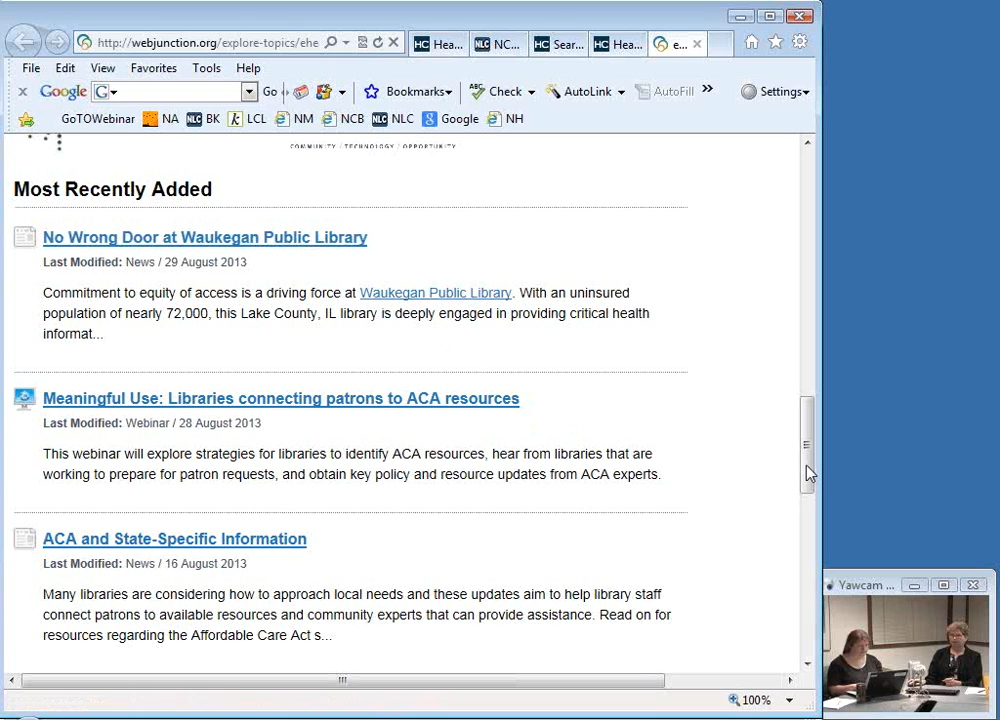 http://webjunction.org/explore-topics/ehe
HC Hea...
NLC NC...
HC Sear...
HC Hea...
e...
File Edit View Favorites Tools Help
x Google G Go Bookmarks ABC Check AutoLink AutoFill » Settings
GoTOWebinar NA NLC BK k LCL NM NCB NLC NLC g Google NH
COMMUNITY / TECHNOLOGY / OPPORTUNITY
Most Recently Added
No Wrong Door at Waukegan Public Library
Last Modified: News / 29 August 2013
Commitment to equity of access is a driving force at Waukegan Public Library. With an uninsured
population of nearly 72,000, this Lake County, IL library is deeply engaged in providing critical health
informat...
Meaningful Use: Libraries connecting patrons to ACA resources
Last Modified: Webinar / 28 August 2013
This webinar will explore strategies for libraries to identify ACA resources, hear from libraries that are
working to prepare for patron requests, and obtain key policy and resource updates from ACA experts.
ACA and State-Specific Information
Last Modified: News / 16 August 2013
Many libraries are considering how to approach local needs and these updates aim to help library staff
connect patrons to available resources and community experts that can provide assistance. Read on for
resources regarding the Affordable Care Act s...
100%
Yawcam ...